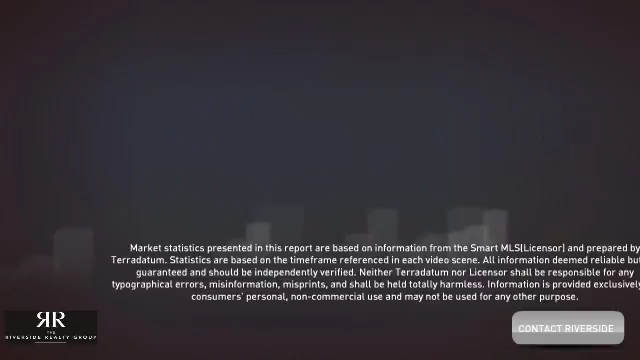 Market statistics presented in this report are based on information from the Smart MLS(Licensor) and prepared by
Terradatum. Statistics are based on the timeframe referenced in each video scene. All information deemed reliable but
guaranteed and should be independently verified. Neither Terradatum nor Licensor shall be responsible for any
typographical errors, misinformation, misprints, and shall be held totally harmless. Information is provided exclusively
consumers' personal, non-commercial use and may not be used for any other purpose.
RR
THE
RIVERSIDE REALTY GROUP
CONTACT RIVERSIDE